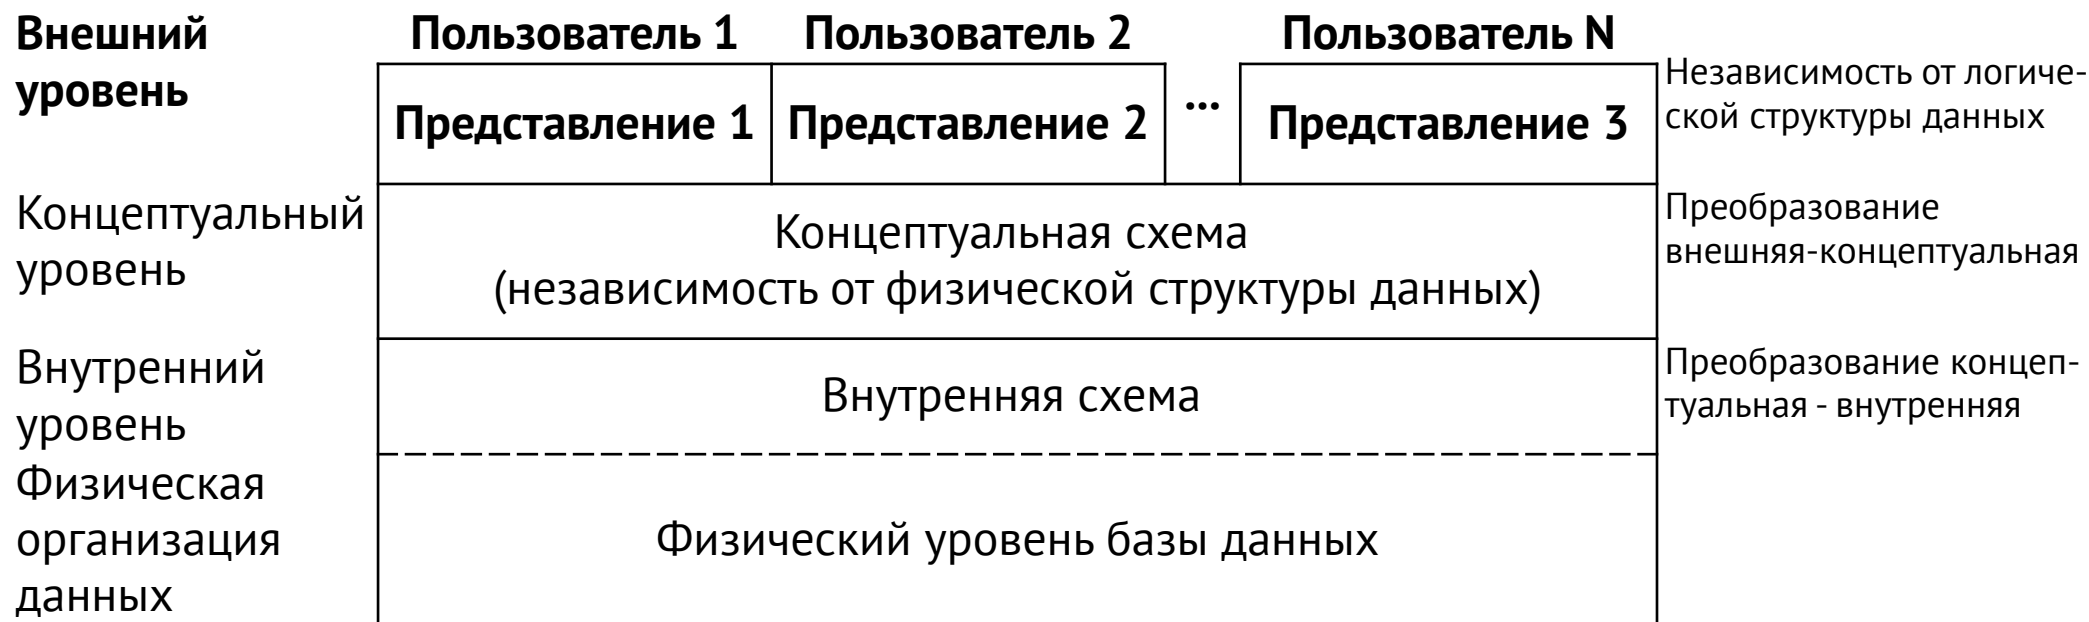 Внешний
уровень
Пользователь 1
Пользователь 2
Пользователь N
Представление 1
Представление 2
...
Представление 3
Независимость от логиче-
ской структуры данных
Концептуальный
уровень
Концептуальная схема
(независимость от физической структуры данных)
Преобразование
внешняя-концептуальная
Внутренний
уровень
Внутренняя схема
Преобразование концеп-
туальная - внутренняя
Физическая
организация
данных
Физический уровень базы данных